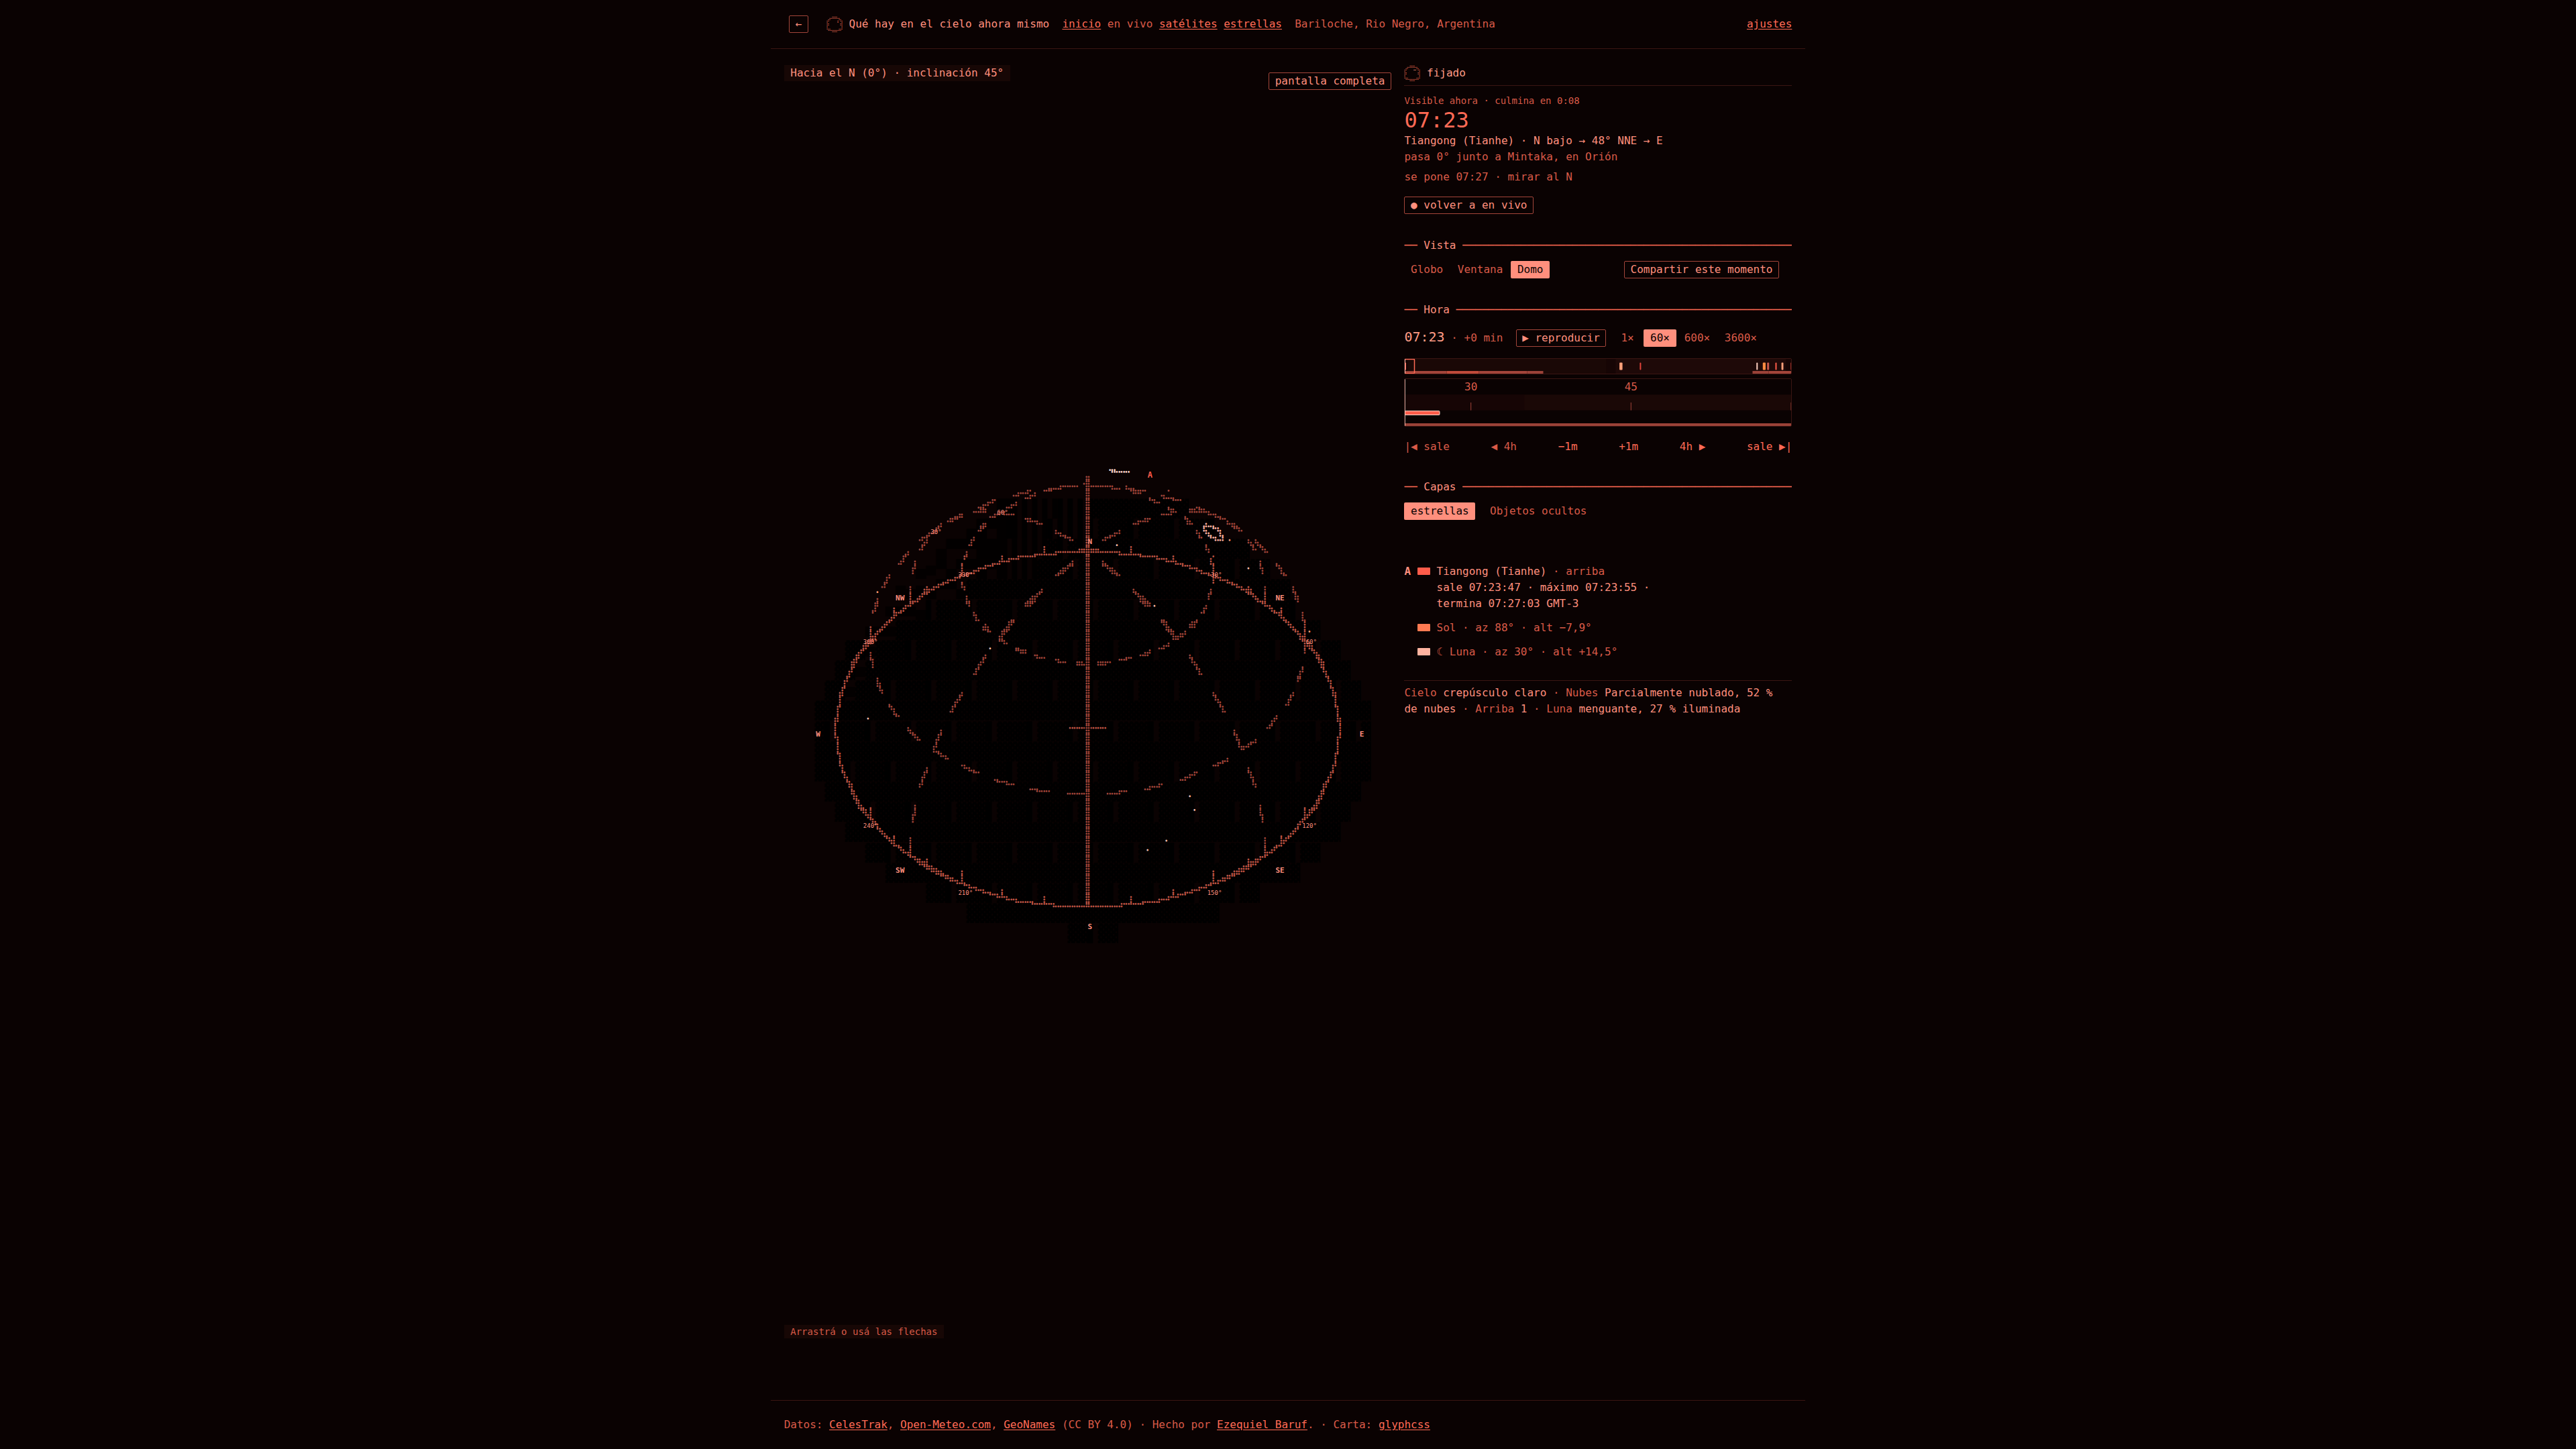 ← Qué hay en el cielo ahora mismo inicio en vivo satélites estrellas Bariloche, Rio Negro, Argentina ajustes
Hacia el N (0°) · inclinación 45°
pantalla completa
fijado
Visible ahora · culmina en 0:08
07:23
Tiangong (Tianhe) · N bajo → 48° NNE → E
pasa 0° junto a Mintaka, en Orión
se pone 07:27 · mirar al N
● volver a en vivo
Vista
Globo Ventana Domo Compartir este momento
Hora
07:23 · +0 min ▶ reproducir 1× 60× 600× 3600×
30 45
|◀ sale ◀ 4h −1m +1m 4h ▶ sale ▶|
Capas
estrellas Objetos ocultos
A Tiangong (Tianhe) · arriba
sale 07:23:47 · máximo 07:23:55 ·
termina 07:27:03 GMT-3
Sol · az 88° · alt −7,9°
☾ Luna · az 30° · alt +14,5°
Cielo crepúsculo claro · Nubes Parcialmente nublado, 52 %
de nubes · Arriba 1 · Luna menguante, 27 % iluminada
A
N
NW
NE
W
E
240°
120°
SW
SE
210°
150°
S
Arrastrá o usá las flechas
Datos: CelesTrak, Open-Meteo.com, GeoNames (CC BY 4.0) · Hecho por Ezequiel Baruf. · Carta: glyphcss